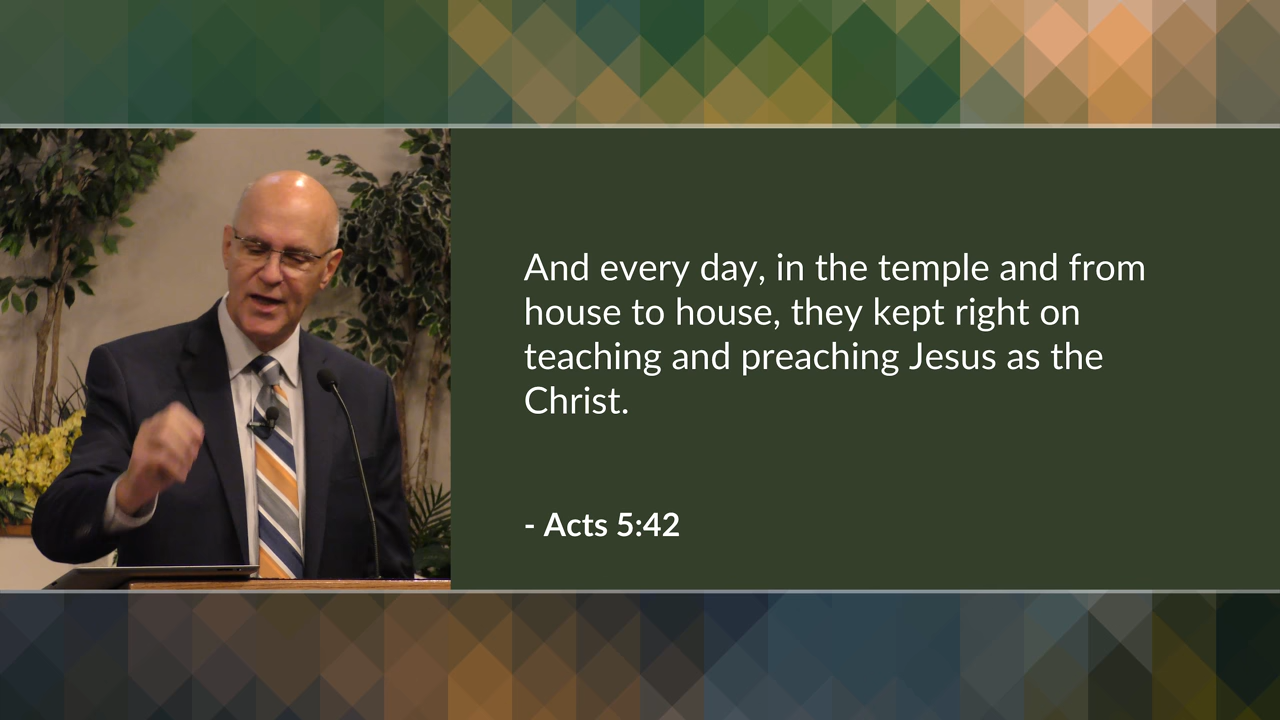 And every day, in the temple and from
house to house, they kept right on
teaching and preaching Jesus as the
Christ.
- Acts 5:42